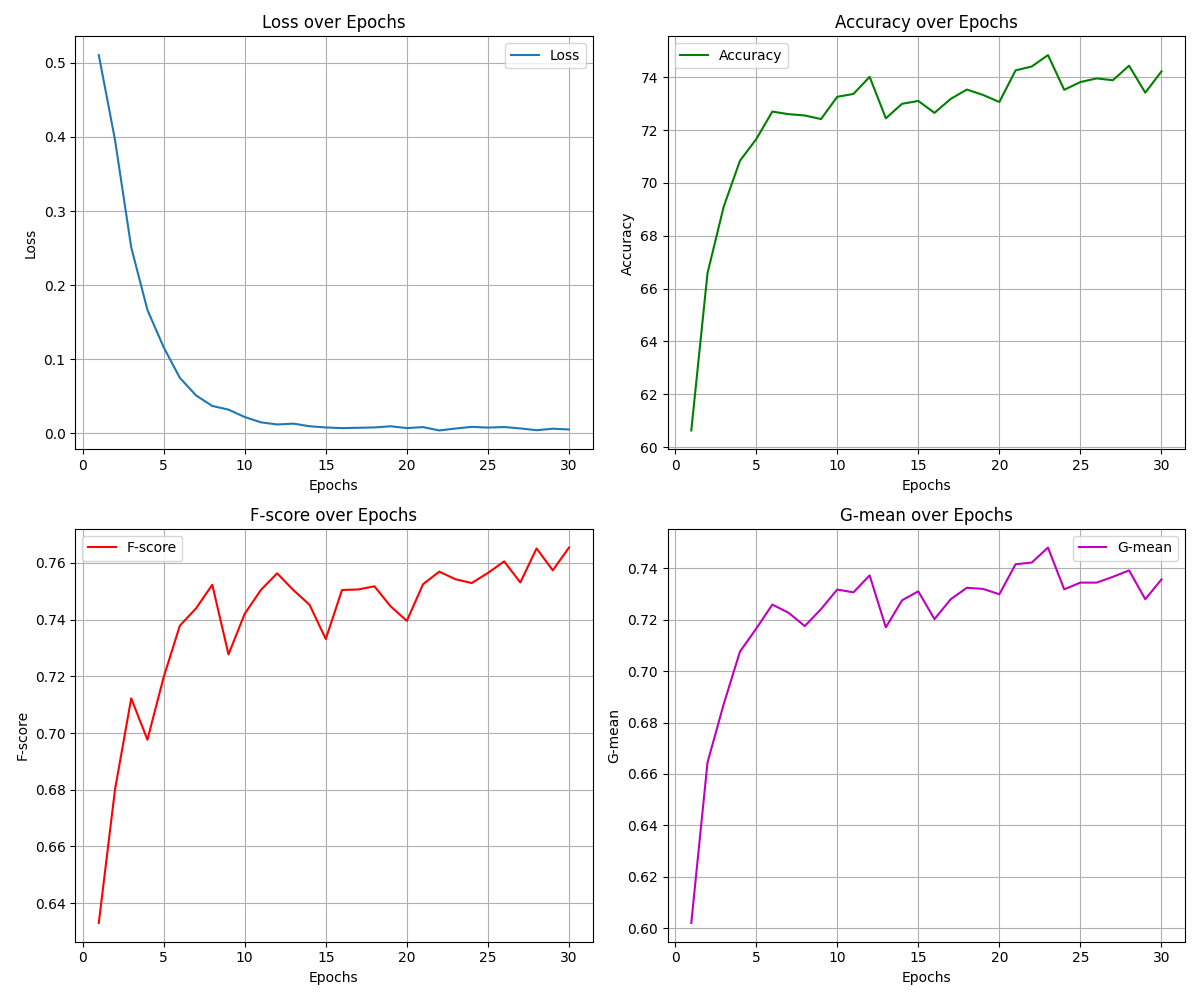 Loss over Epochs
Loss
0.5
0.4
0.3
0.2
0.1
0.0
Loss
0 5 10 15 20 25 30
Epochs
Accuracy over Epochs
Accuracy
74
72
70
68
66
64
62
60
Accuracy
0 5 10 15 20 25 30
Epochs
F-score over Epochs
F-score
0.76
0.74
0.72
0.70
0.68
0.66
0.64
F-score
0 5 10 15 20 25 30
Epochs
G-mean over Epochs
G-mean
0.74
0.72
0.70
0.68
0.66
0.64
0.62
0.60
G-mean
0 5 10 15 20 25 30
Epochs